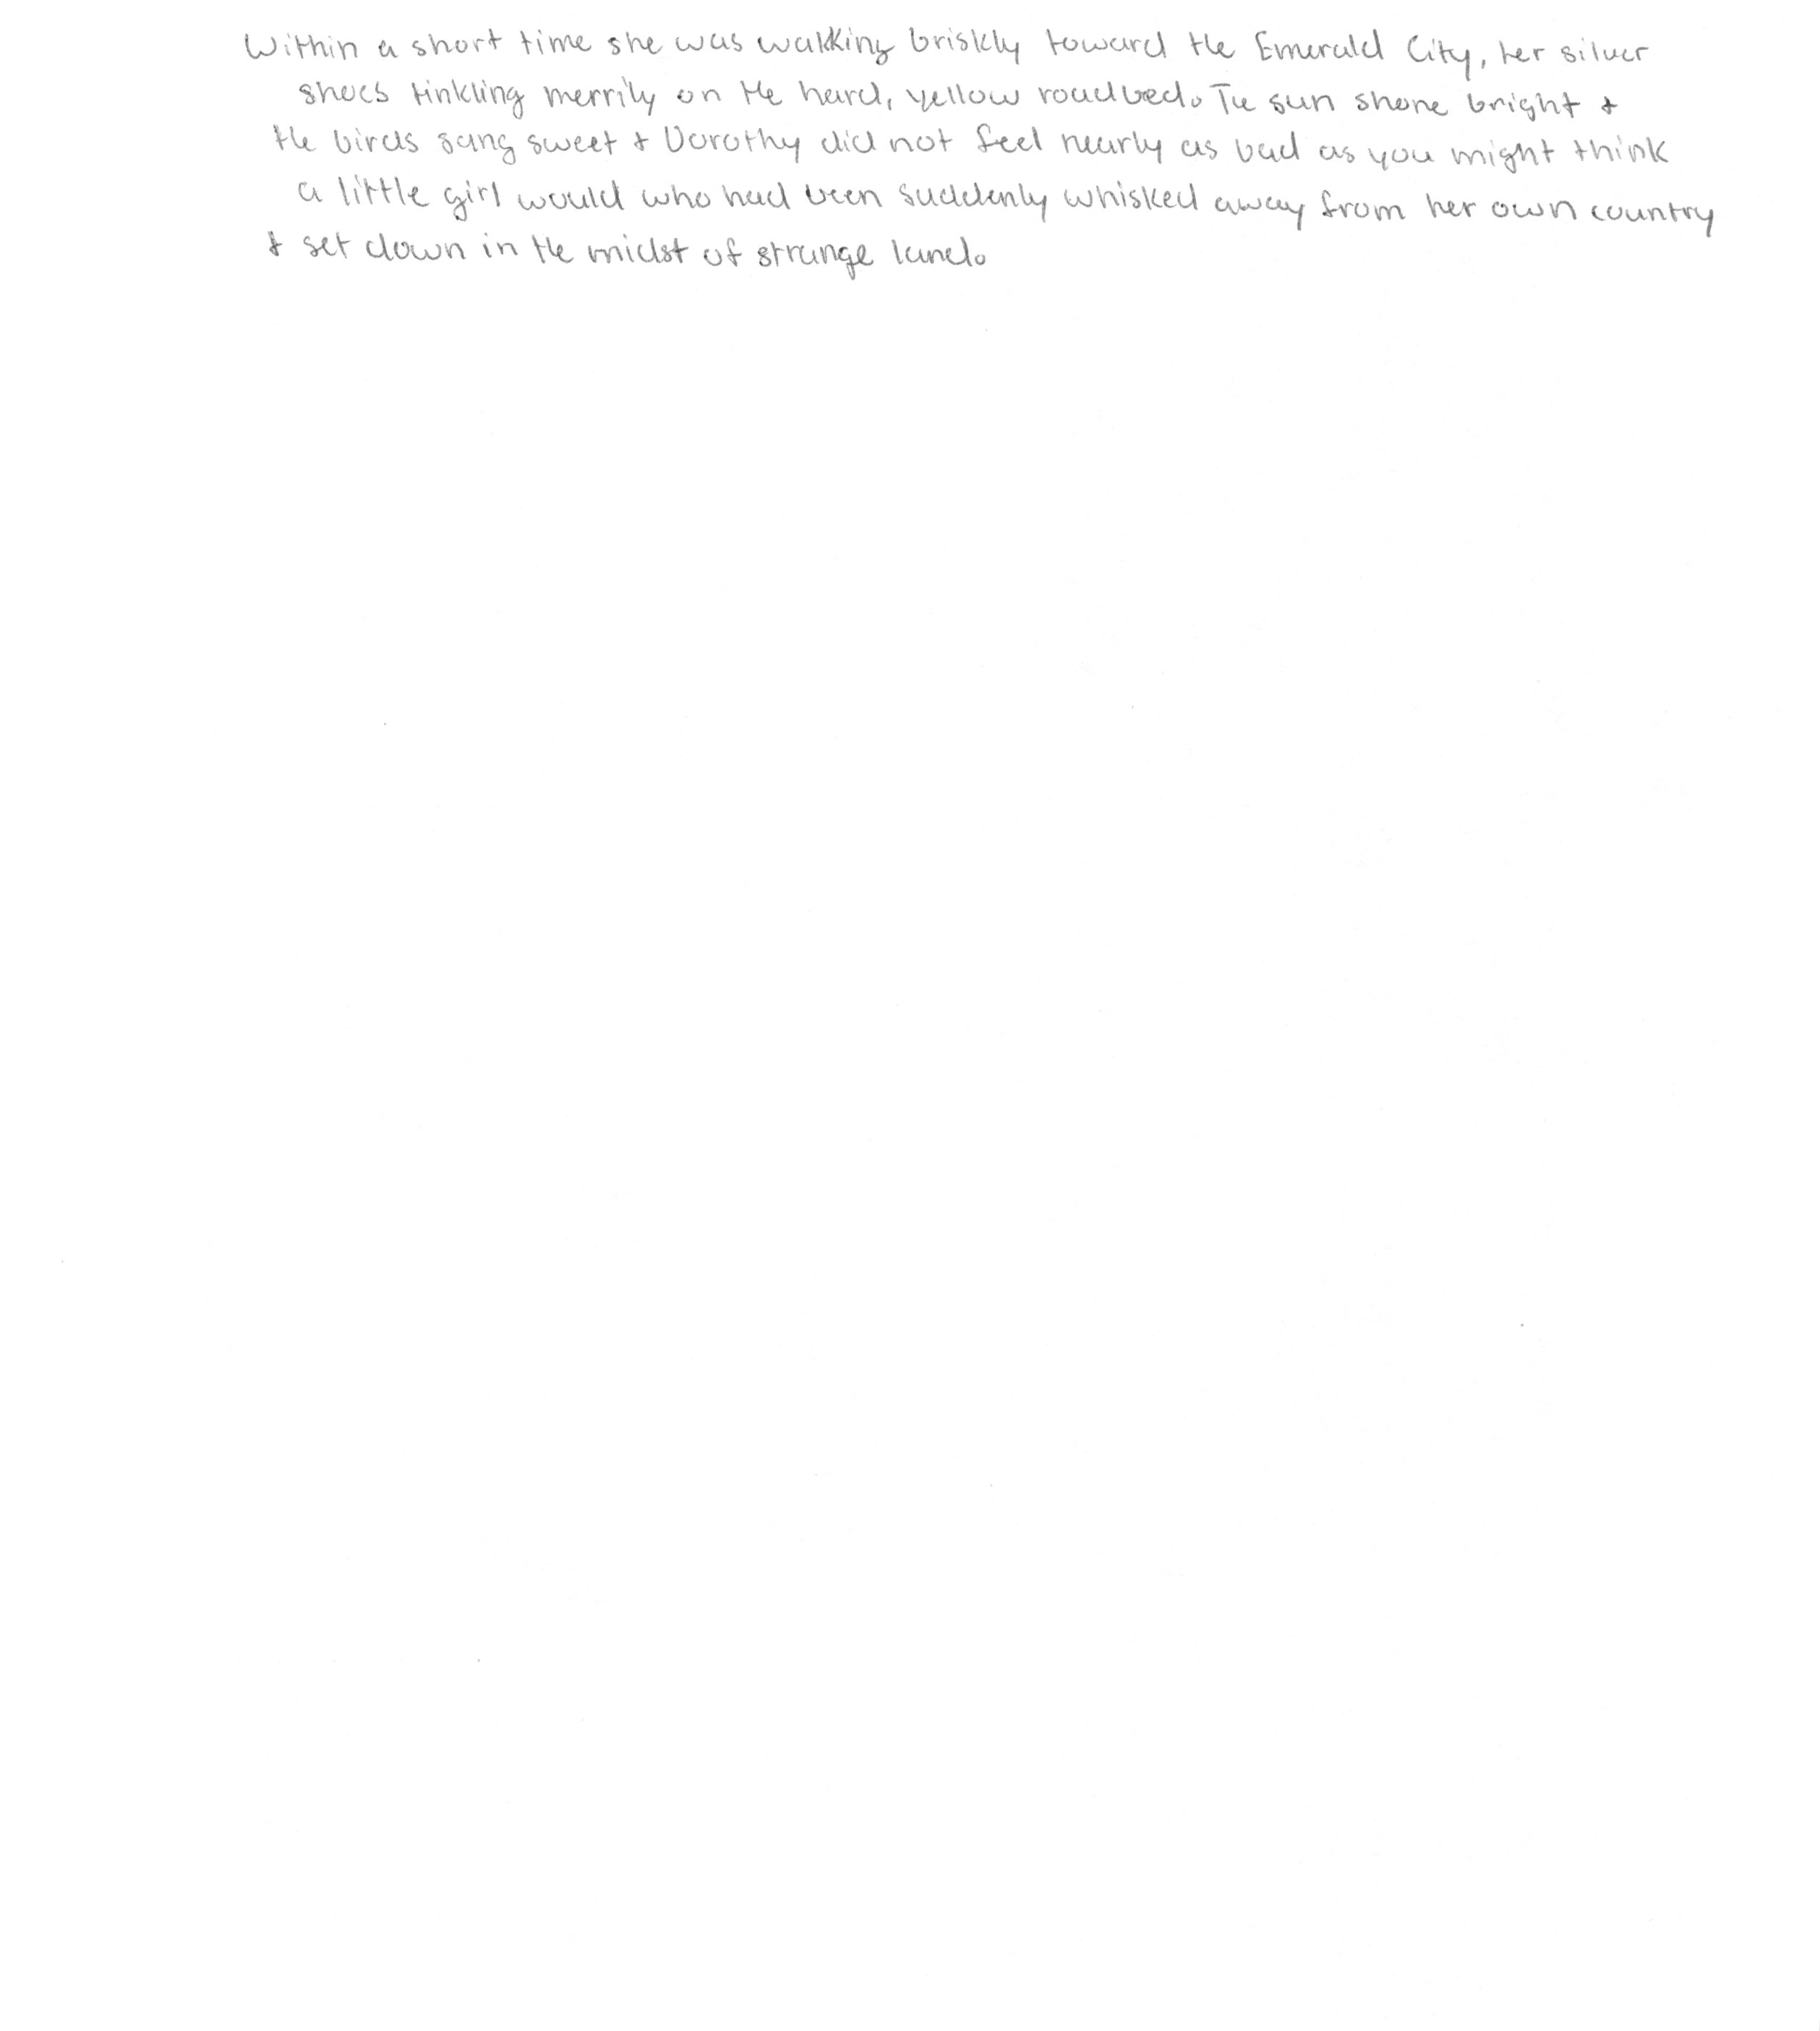 Within a short time she was walking briskly toward the Emerald City, her silver
shoes tinkling merrily on the hard, yellow roadbed. The sun shone bright &
the birds sang sweet & Dorothy did not feel nearly as bad as you might think
a little girl would who had been suddenly whisked away from her own country
& set down in the midst of strange land.